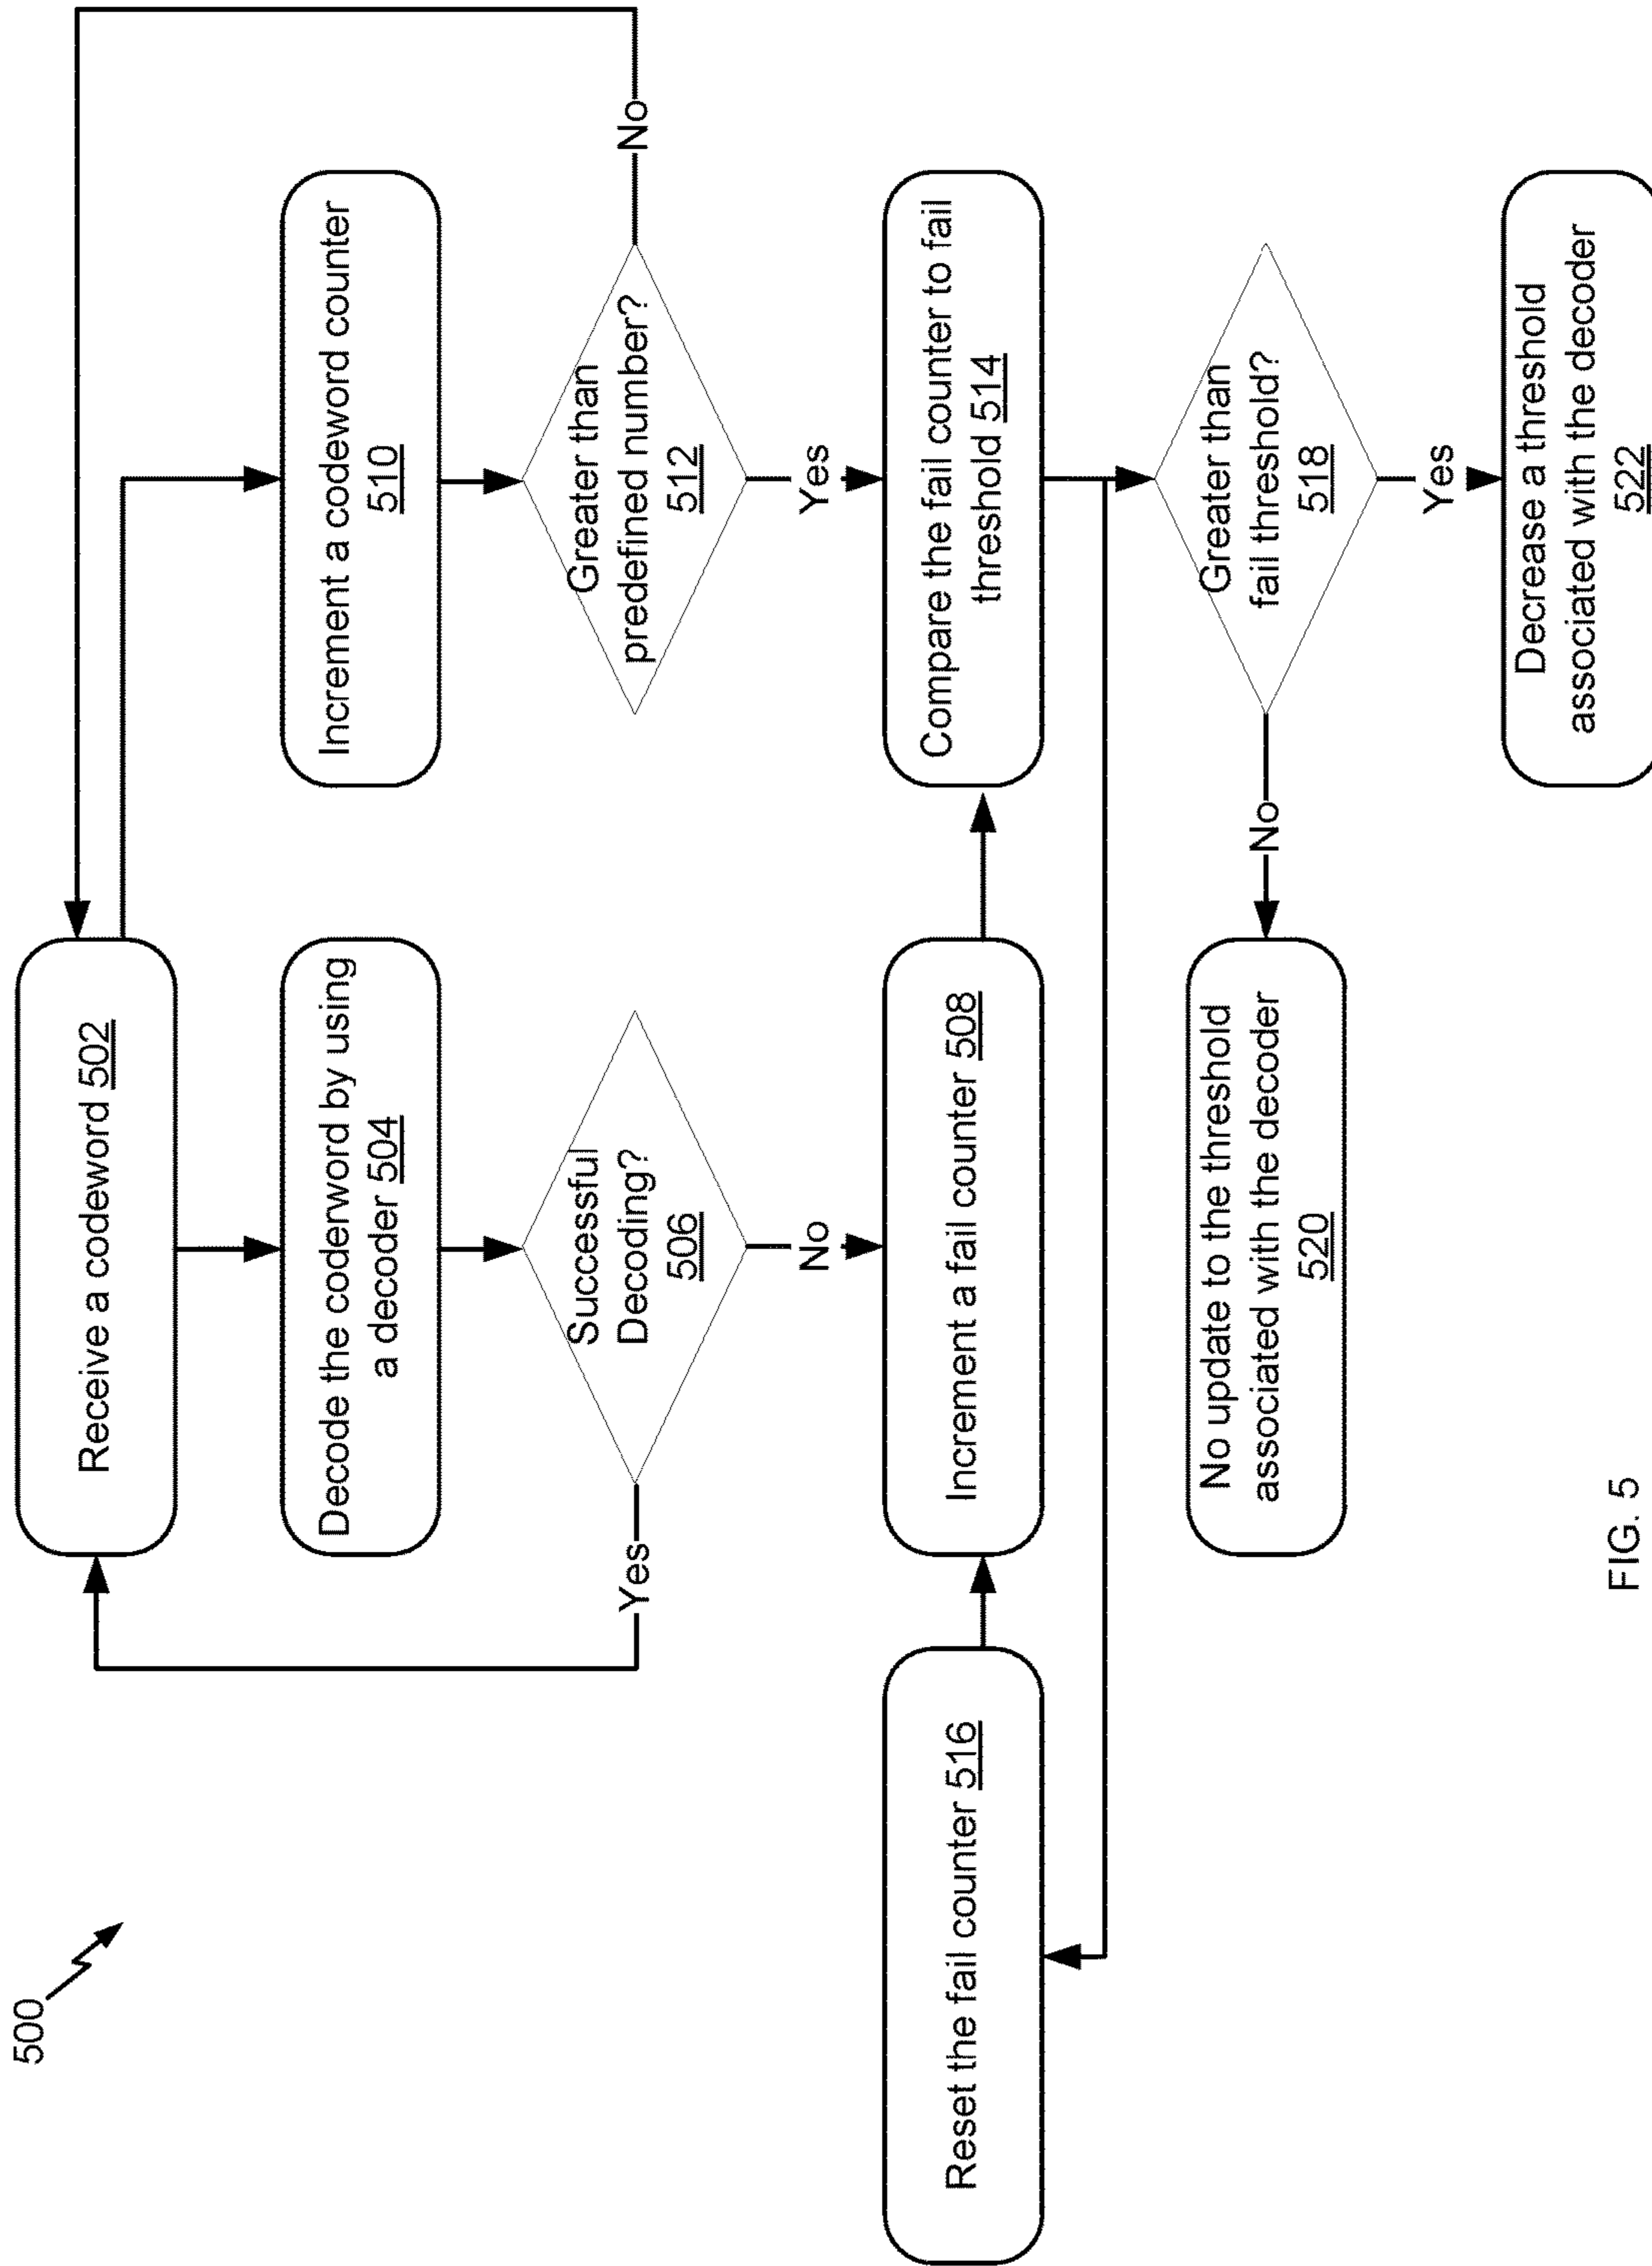 500
Receive a codeword 502
Decode the coderword by using
a decoder 504
Successful
Decoding?
506
Yes
No
Increment a codeword counter
510
Greater than
predefined number?
512
No
Yes
Reset the fail counter 516
Increment a fail counter 508
Compare the fail counter to fail
threshold 514
Greater than
fail threshold?
518
No
Yes
No update to the threshold
associated with the decoder
520
Decrease a threshold
associated with the decoder
522
FIG. 5